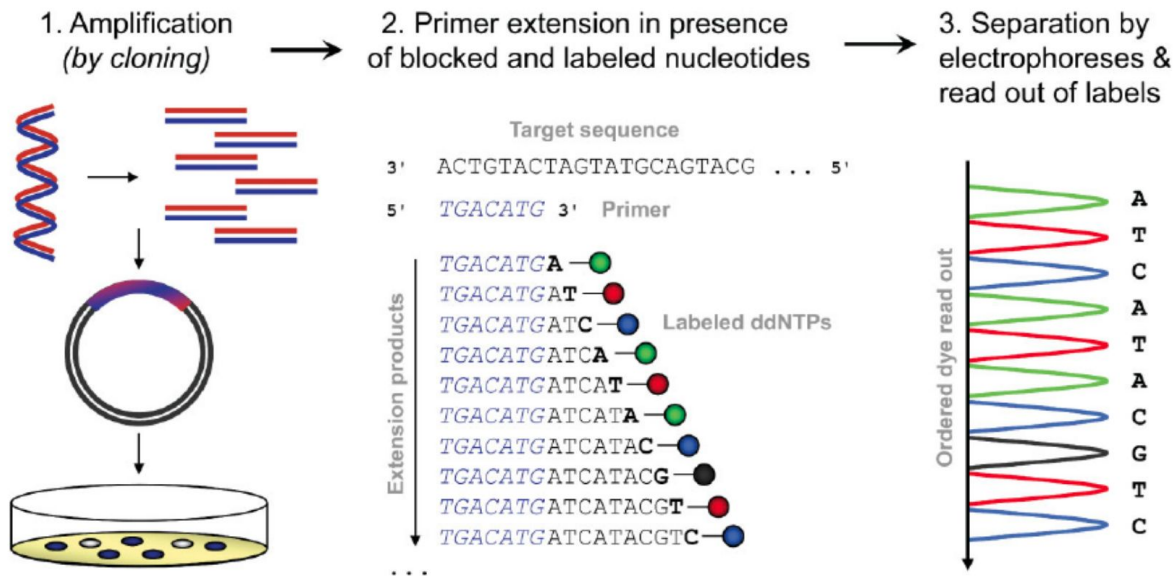 1. Amplification
(by cloning)
2. Primer extension in presence
of blocked and labeled nucleotides
3. Separation by
electrophoreses &
read out of labels
Target sequence
3' ACTGTACTAGTATGCAGTACG ... 5'
5' TGACATG 3' Primer
Extension products
TGACATGA
TGACATGAT
TGACATGATC
TGACATGATCA
TGACATGATCAT
TGACATGATCATA
TGACATGATCATAC
TGACATGATCATACG
TGACATGATCATACGT
TGACATGATCATACGTC
...
Labeled ddNTPs
Ordered dye read out
A
T
C
A
T
A
C
G
T
C